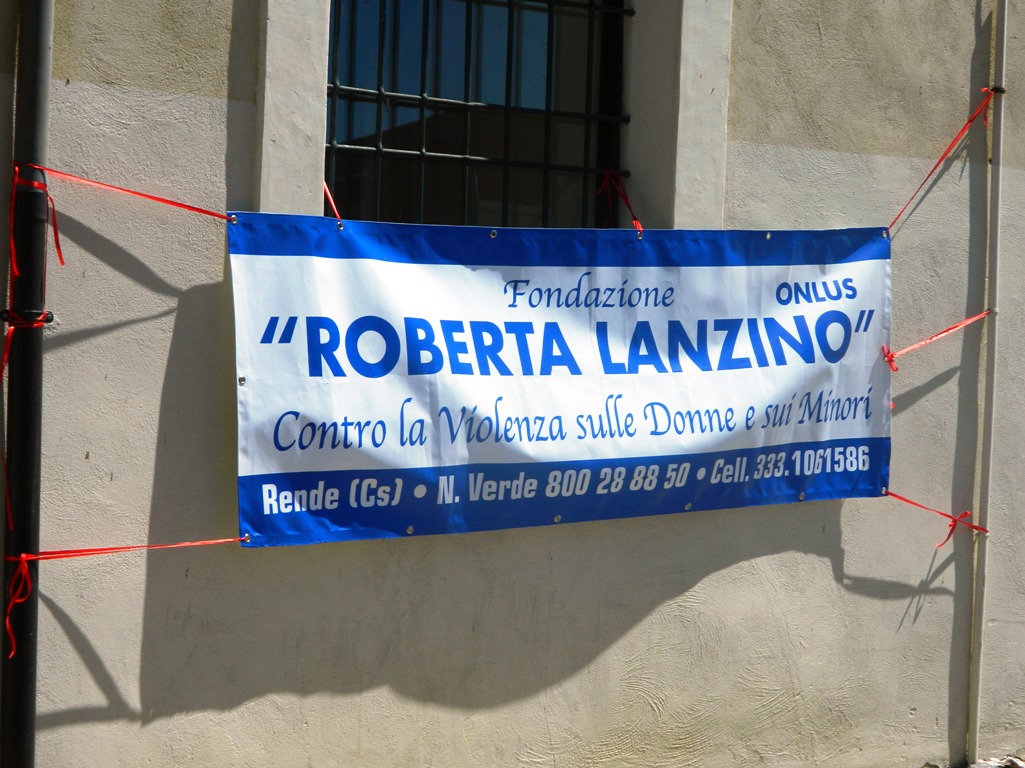 Fondazione ONLUS
"ROBERTA LANZINO"
Contro la Violenza sulle Donne e sui Minori
Rende (Cs) • N. Verde 800 28 88 50 • Cell. 333.1061586